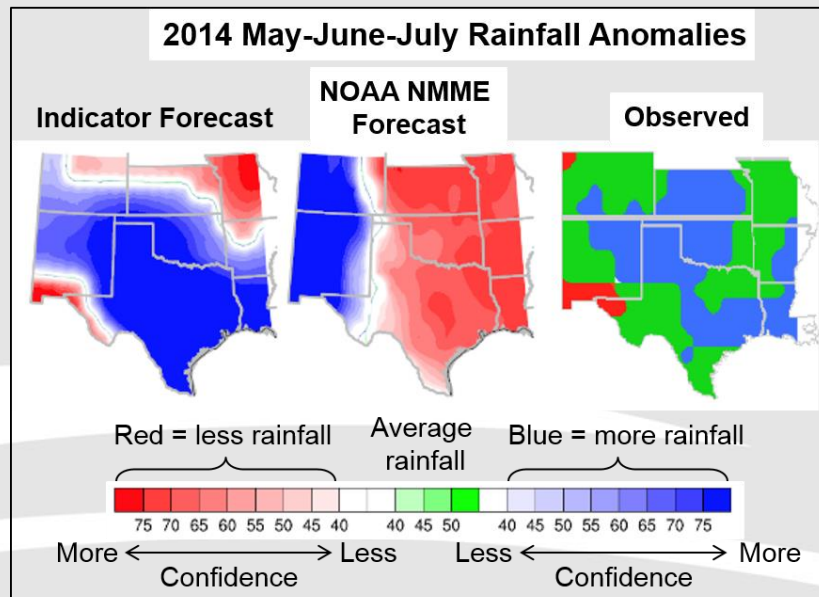 2014 May-June-July Rainfall Anomalies
Indicator Forecast
NOAA NMME
Forecast
Observed
Red = less rainfall
Average
rainfall
Blue = more rainfall
75 70 65 60 55 50 45 40 40 45 50 40 45 50 55 60 65 70 75
More Less Less More
Confidence Confidence